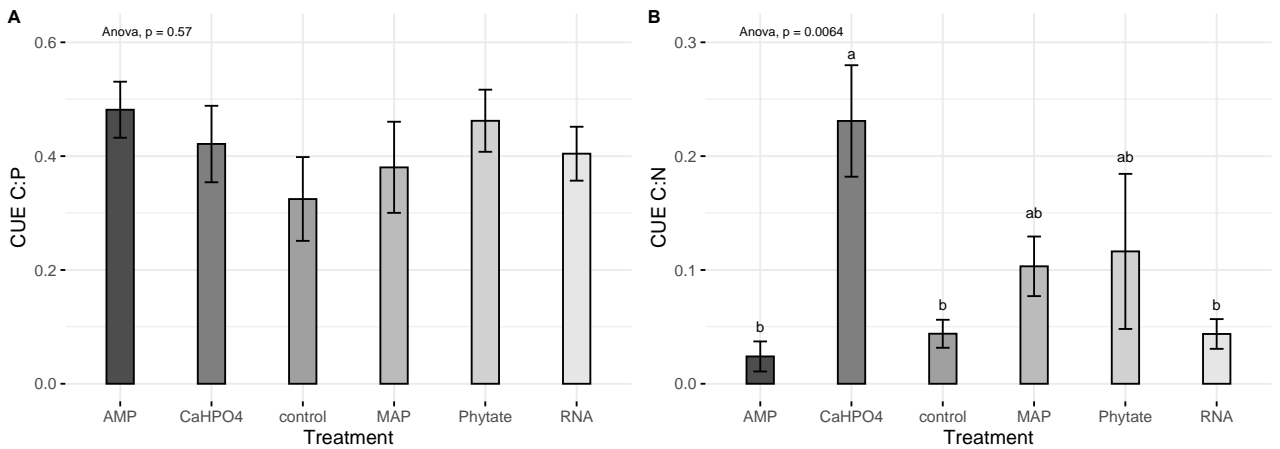 A
Anova, p = 0.57
CUE C:P
0.6
0.4
0.2
0.0
AMP CaHPO4 control MAP Phytate RNA
Treatment
B
Anova, p = 0.0064
CUE C:N
0.3
0.2
0.1
0.0
b a b ab ab b
AMP CaHPO4 control MAP Phytate RNA
Treatment